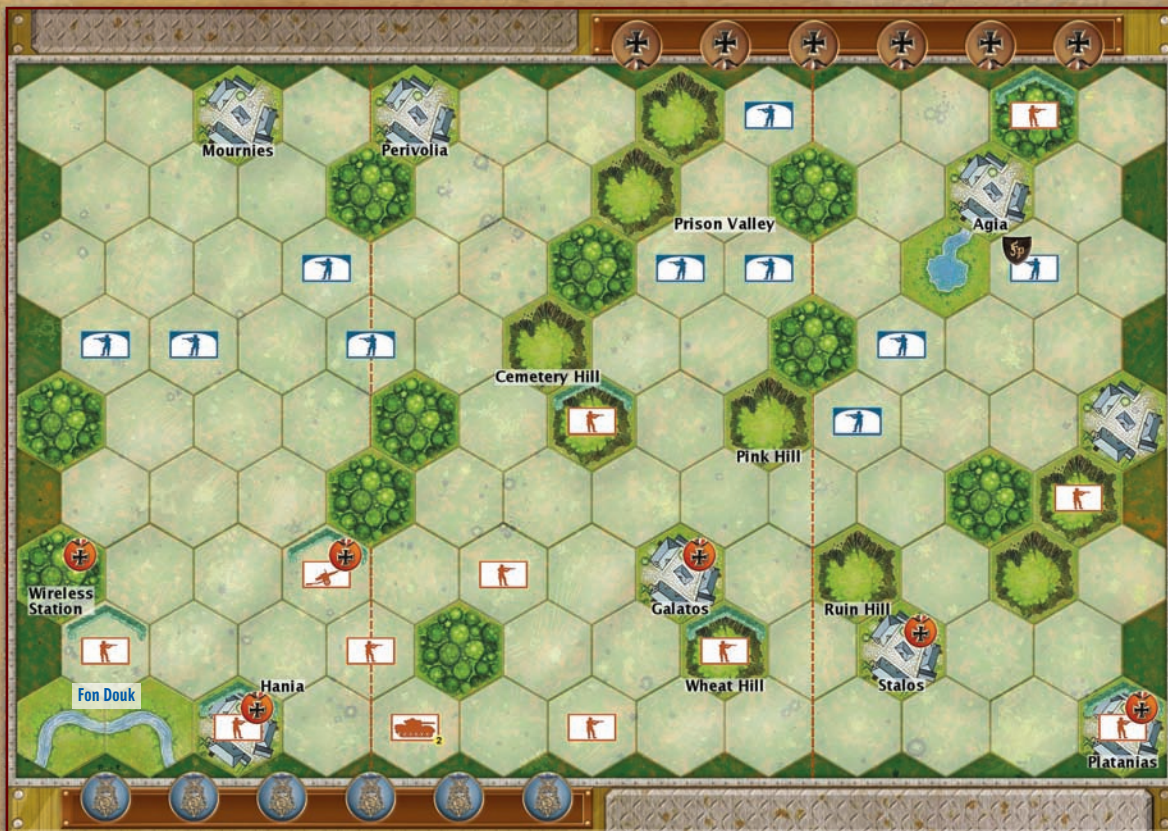 Mournies
Perivolia
Prison Valley
Agia
Cemetery Hill
Pink Hill
Wireless
Station
Galatos
Ruin Hill
Hania
Fon Douk
Wheat Hill
Stalos
2
Platanias